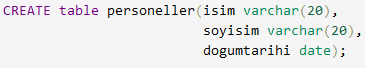 CREATE table personeller(isim varchar(20),
soyisim varchar(20),
dogumtarihi date);